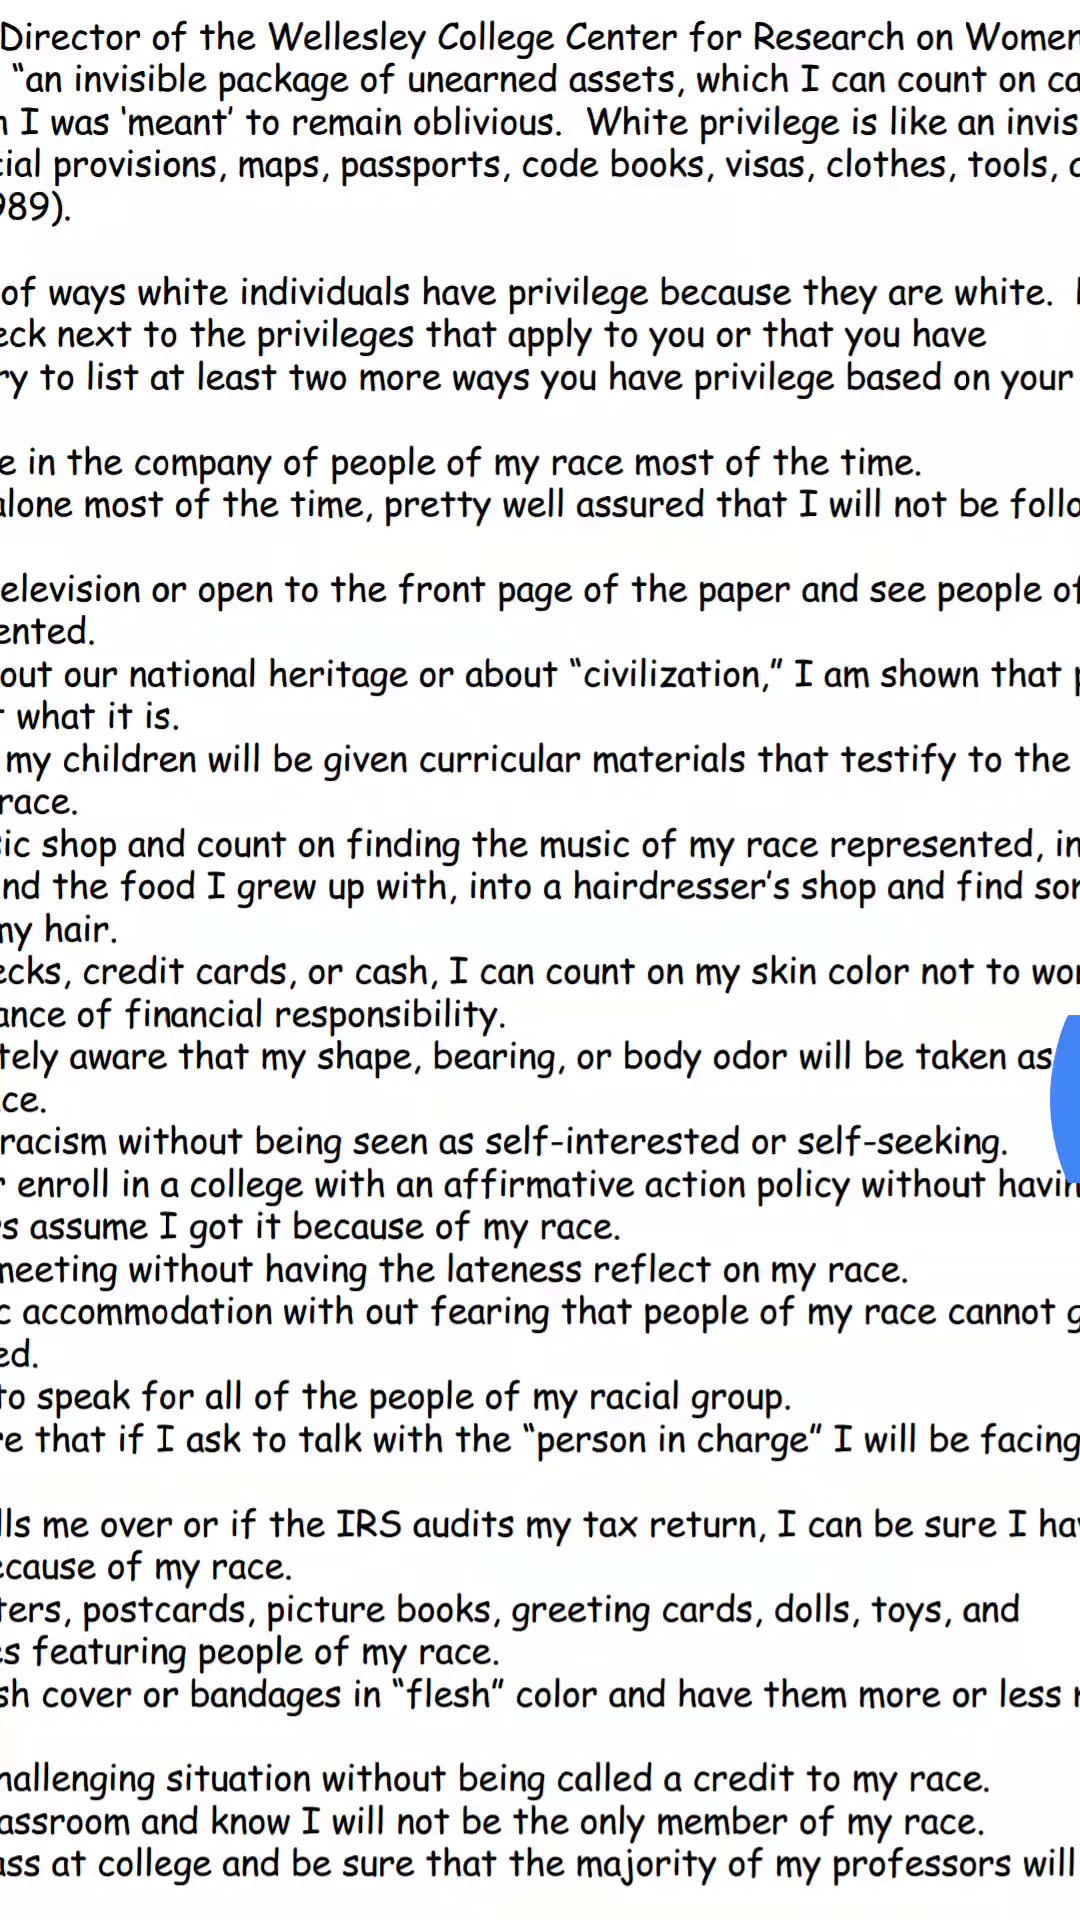 Director of the Wellesley College Center for Research on Women
“an invisible package of unearned assets, which I can count on
I was ‘meant’ to remain oblivious.  White privilege is like an
provisions, maps, passports, code books, visas, clothes, tools,
989).
of ways white individuals have privilege because they are white.
next to the privileges that apply to you or that you have
to list at least two more ways you have privilege based on your
in the company of people of my race most of the time.
alone most of the time, pretty well assured that I will not be
elevision or open to the front page of the paper and see people of
ented.
out our national heritage or about “civilization,” I am shown that
what it is.
my children will be given curricular materials that testify to the
race.
shop and count on finding the music of my race represented,
nd the food I grew up with, into a hairdresser’s shop and find
my hair.
ecks, credit cards, or cash, I can count on my skin color not to
ance of financial responsibility.
tely aware that my shape, bearing, or body odor will be taken as
ce.
racism without being seen as self-interested or self-seeking.
enroll in a college with an affirmative action policy without
assume I got it because of my race.
meeting without having the lateness reflect on my race.
accommodation with out fearing that people of my race cannot
ed.
to speak for all of the people of my racial group.
that if I ask to talk with the “person in charge” I will be facing
lls me over or if the IRS audits my tax return, I can be sure I
ecause of my race.
ters, postcards, picture books, greeting cards, dolls, toys, and
featuring people of my race.
cover or bandages in “flesh” color and have them more or less
hallenging situation without being called a credit to my race.
assroom and know I will not be the only member of my race.
ass at college and be sure that the majority of my professors will